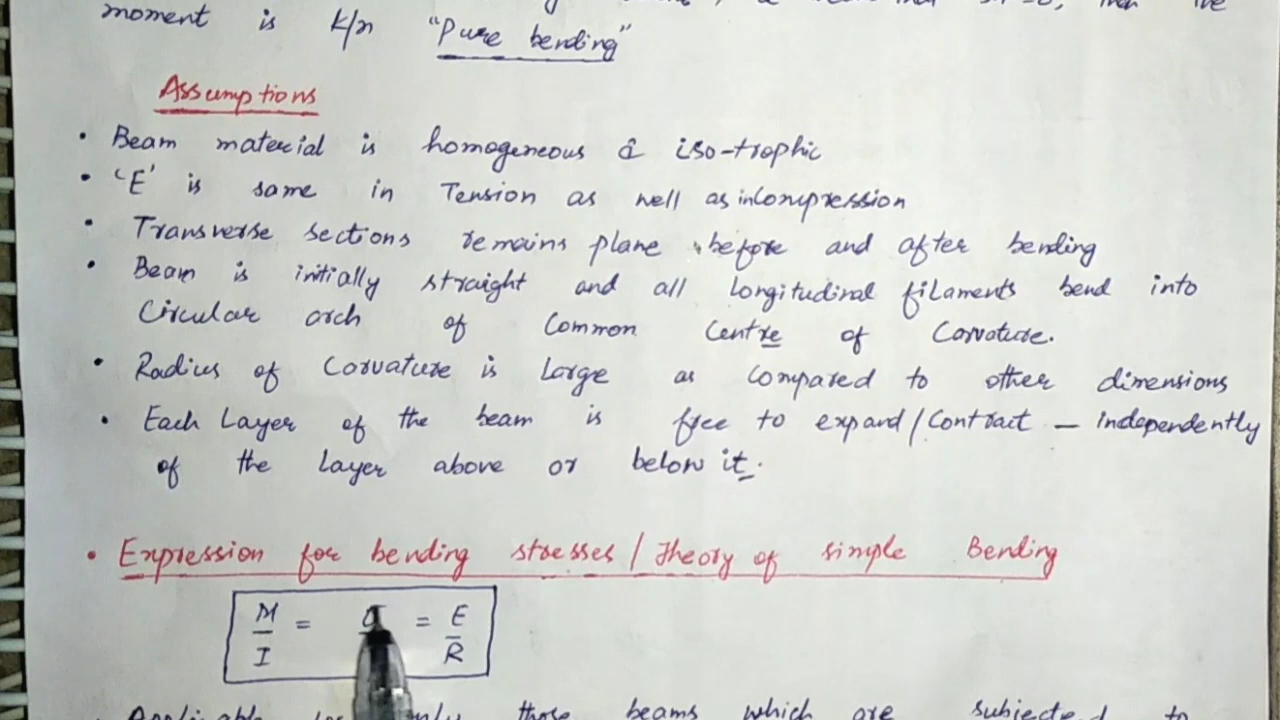 moment is k/n "Pure bending"
Assumptions
• Beam material is homogeneous & iso-trophic
• 'E' is same in Tension as well as in Compression
• Transverse sections remains plane before and after bending
• Beam is initially straight and all longitudinal filaments bend into
Circular arch of Common Centre of Corvature.
• Radius of Corvature is Large as Compared to other dimensions
• Each Layer of the beam is free to expand/Contract — independently
of the Layer above or below it.
• Expression for bending stresses / Theory of simple Bending
M/I = σ = E/R
those beams which are subjected to